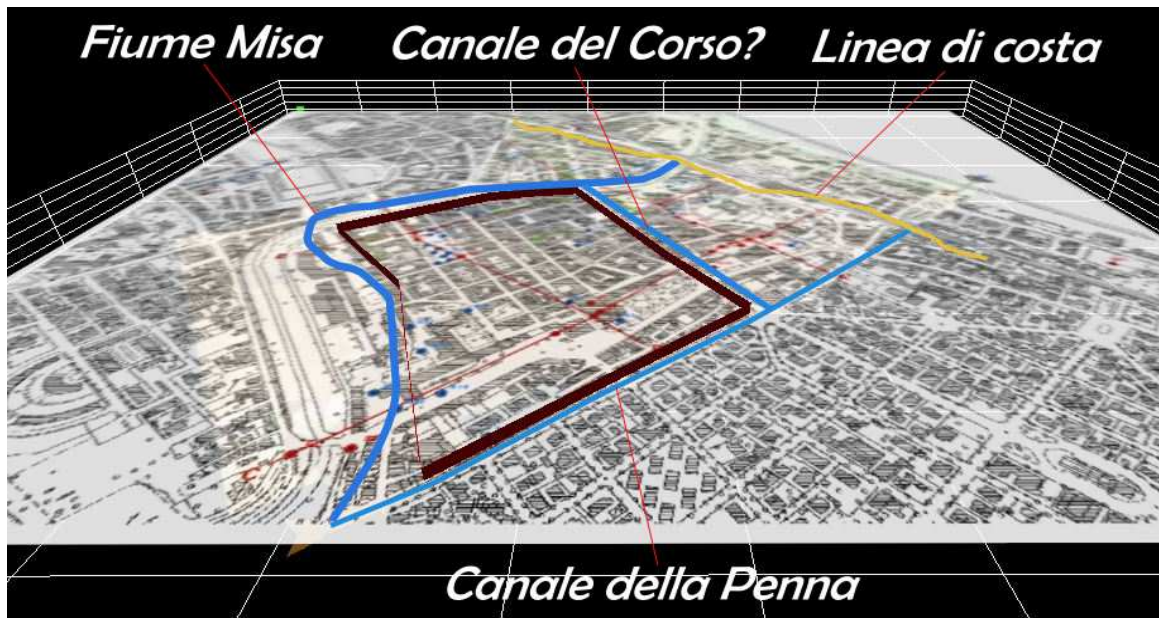 Fiume Misa
Canale del Corso?
Linea di costa
Canale della Penna